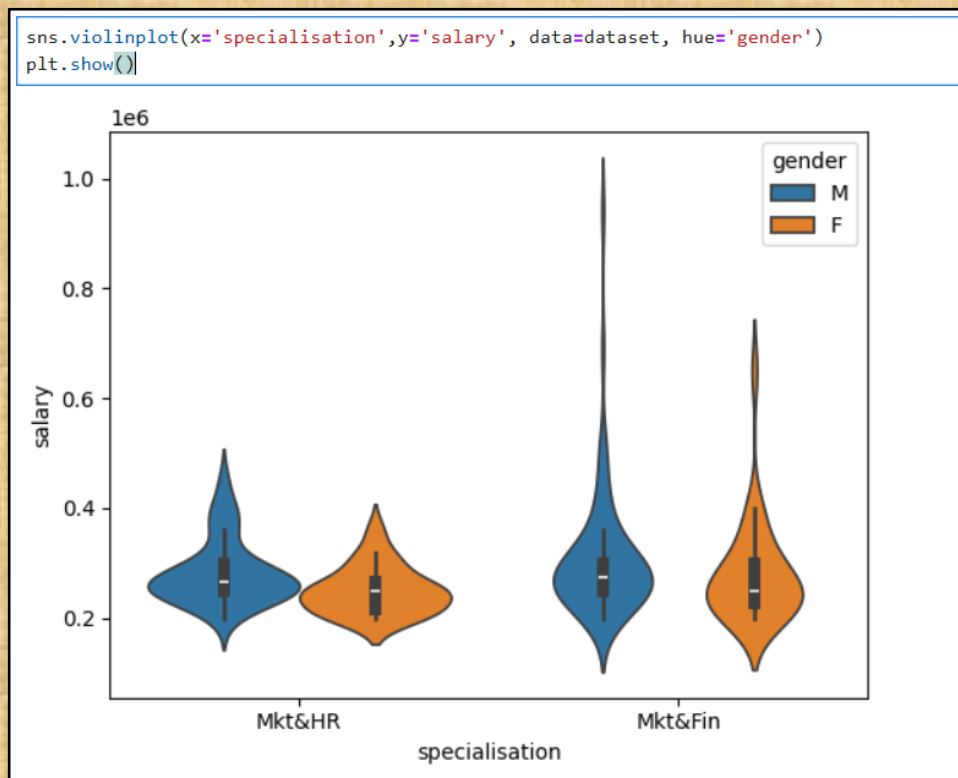 sns.violinplot(x='specialisation',y='salary', data=dataset, hue='gender')
plt.show()
1e6
1.0
0.8
0.6
0.4
0.2
salary
gender
M
F
Mkt&HR
Mkt&Fin
specialisation